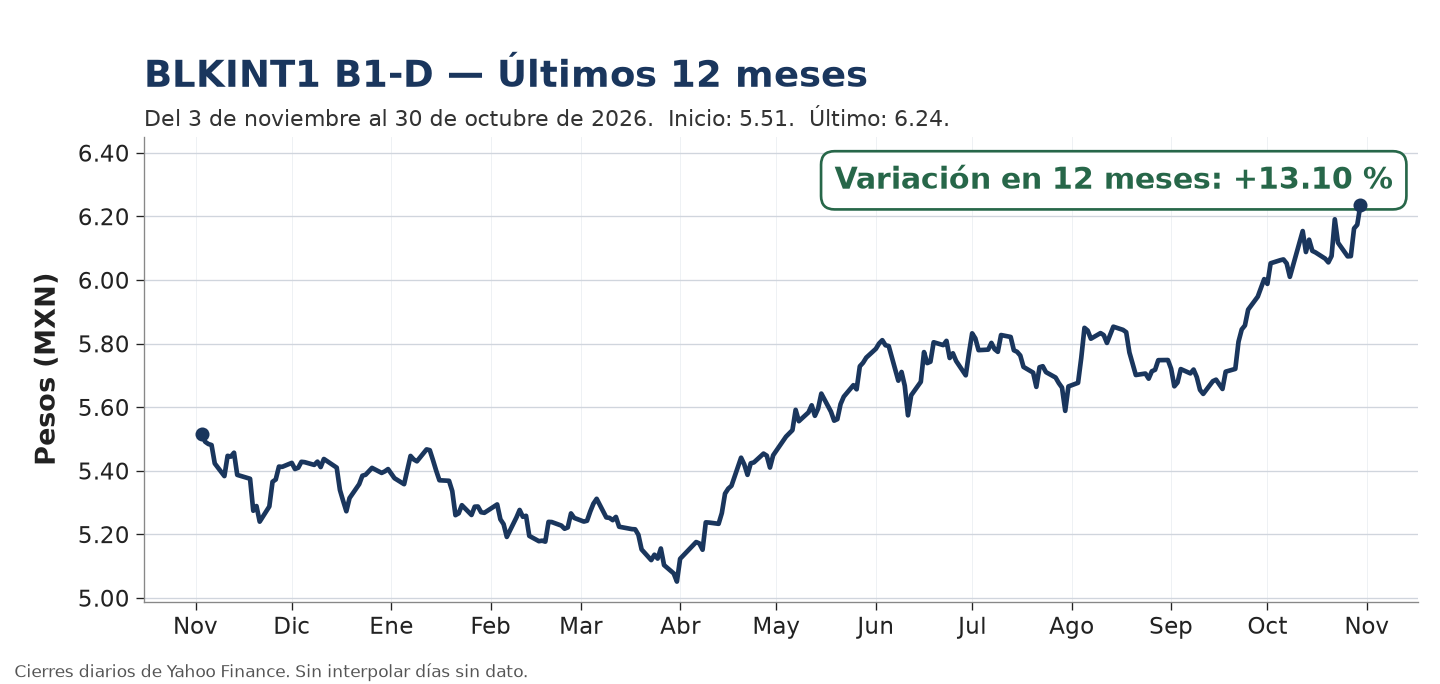 BLKINT1 B1-D — Últimos 12 meses
Del 3 de noviembre al 30 de octubre de 2026.  Inicio: 5.51.  Último: 6.24.
Variación en 12 meses: +13.10 %
Pesos (MXN)
6.40
6.20
6.00
5.80
5.60
5.40
5.20
5.00
Nov Dic Ene Feb Mar Abr May Jun Jul Ago Sep Oct Nov
Cierres diarios de Yahoo Finance. Sin interpolar días sin dato.